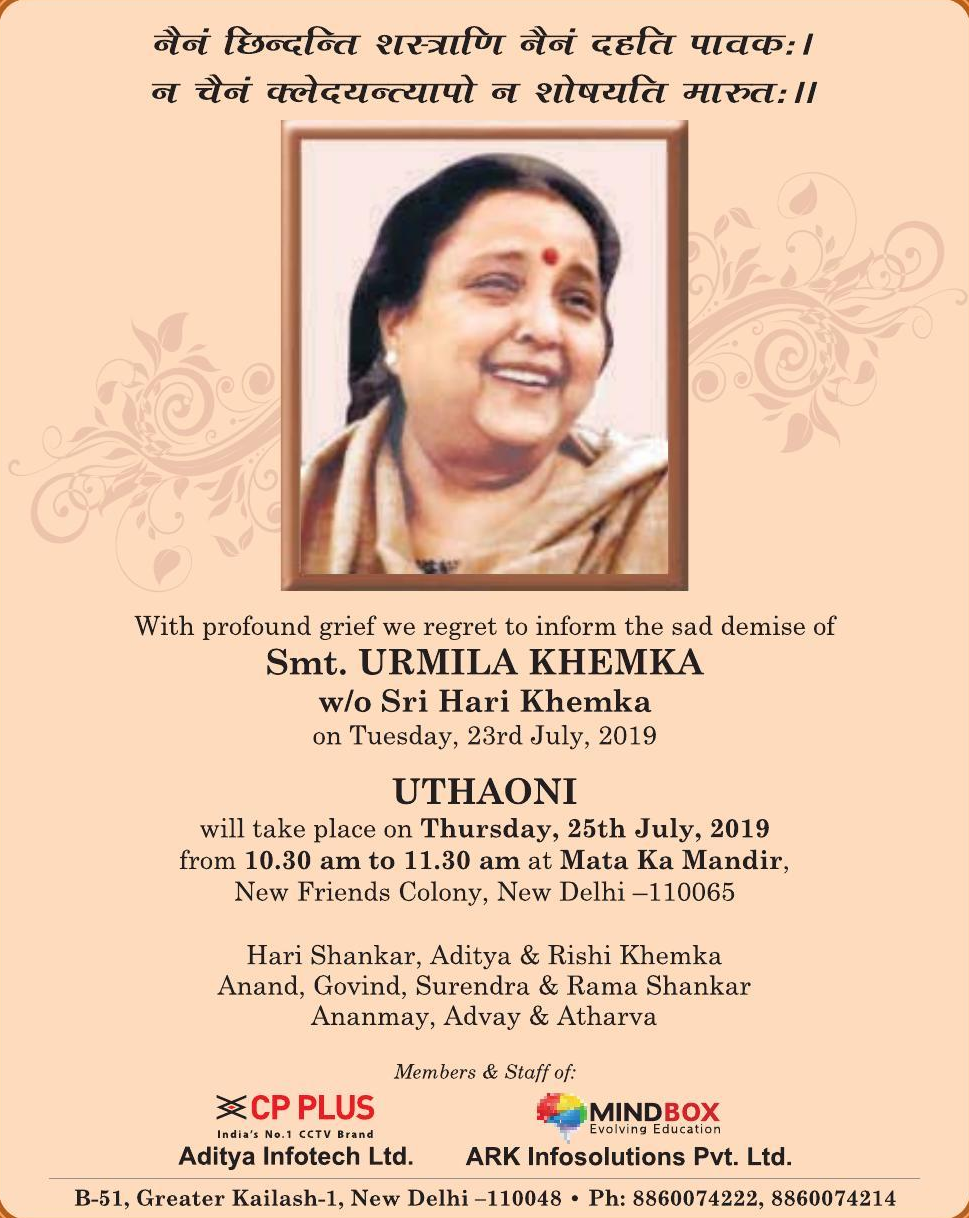 नैनं छिन्दन्ति शस्त्राणि नैनं दहति पावक:।
न चैनं क्लेदयन्त्यापो न शोषयति मारुत:।।
With profound grief we regret to inform the sad demise of
Smt. URMILA KHEMKA
w/o Sri Hari Khemka
on Tuesday, 23rd July, 2019
UTHAONI
will take place on Thursday, 25th July, 2019
from 10.30 am to 11.30 am at Mata Ka Mandir,
New Friends Colony, New Delhi –110065
Hari Shankar, Aditya & Rishi Khemka
Anand, Govind, Surendra & Rama Shankar
Ananmay, Advay & Atharva
Members & Staff of:
CP PLUS
India's No.1 CCTV Brand
Aditya Infotech Ltd.
MINDBOX
Evolving Education
ARK Infosolutions Pvt. Ltd.
B-51, Greater Kailash-1, New Delhi –110048 • Ph: 8860074222, 8860074214